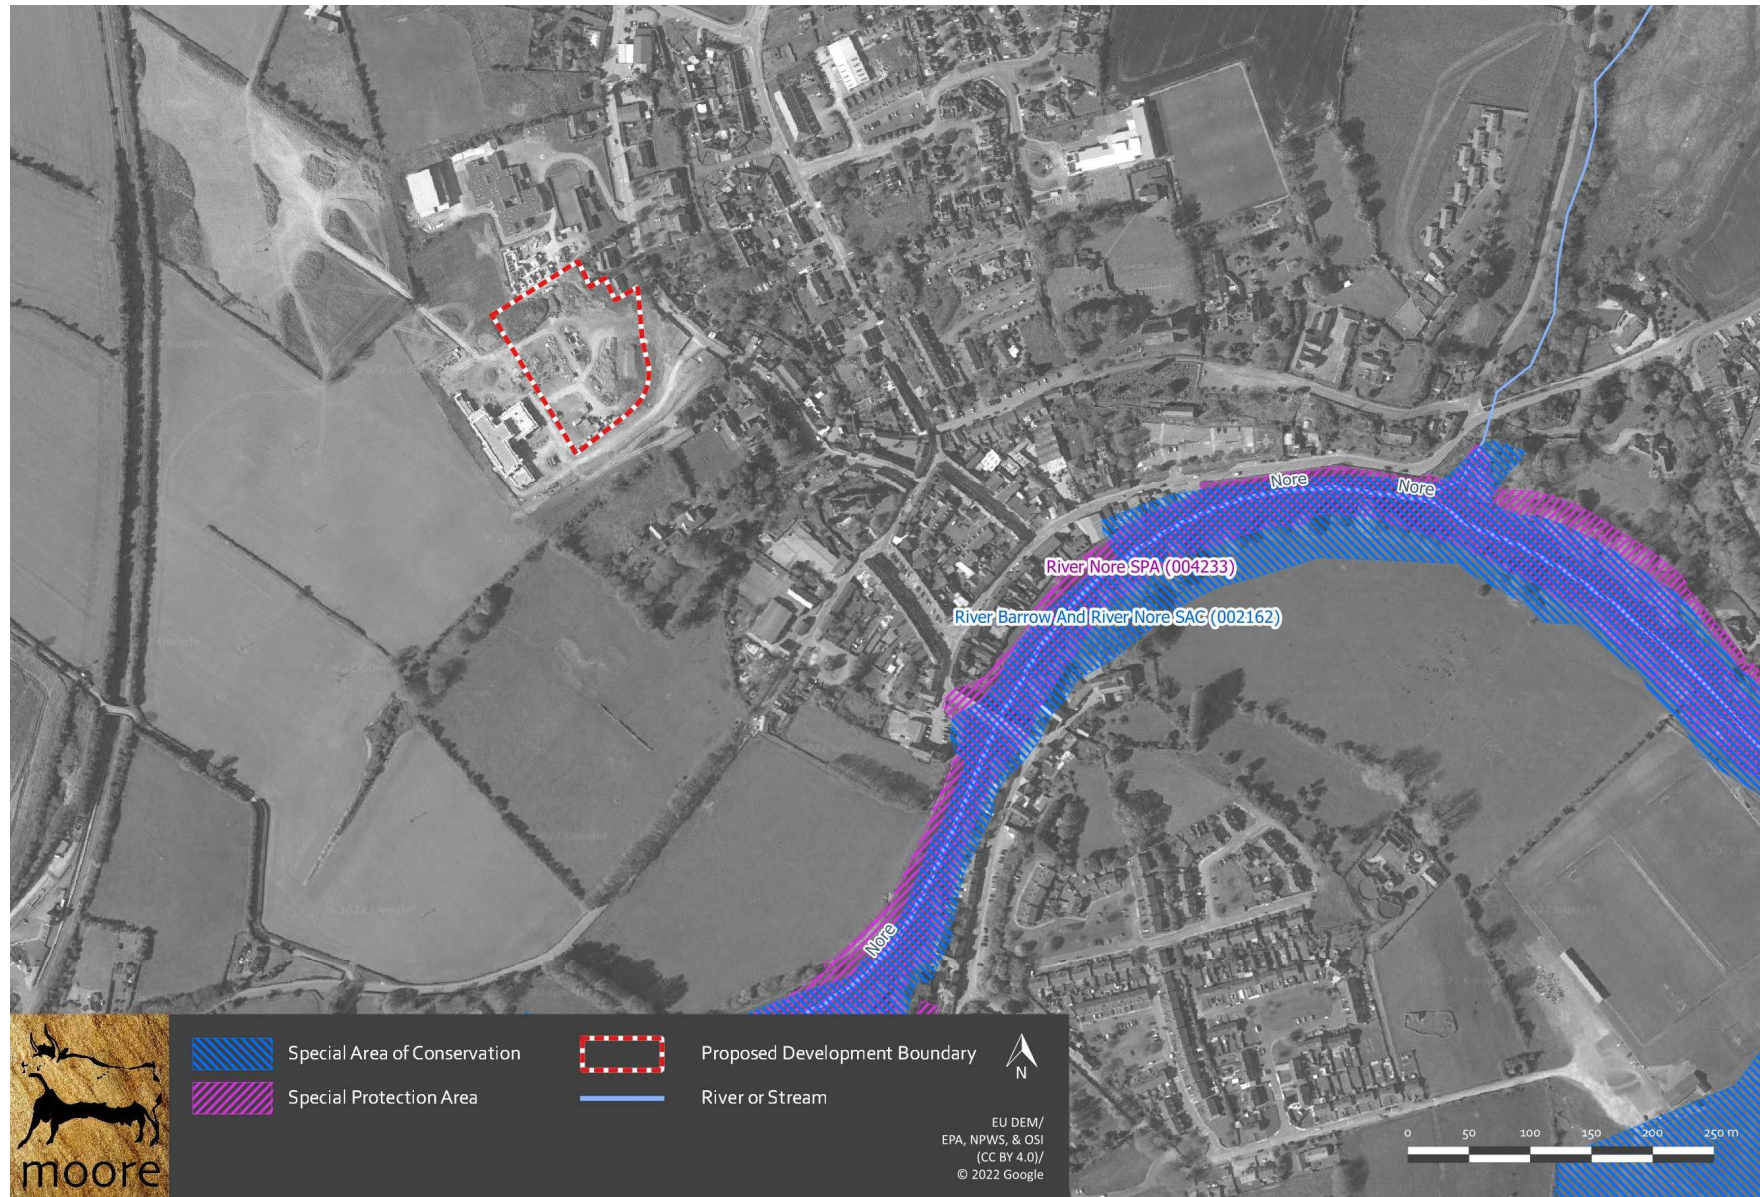 Nore
Nore
River Nore SPA (004233)
River Barrow And River Nore SAC (002162)
Nore
moore
Special Area of Conservation
Special Protection Area
Proposed Development Boundary
River or Stream
N
EU DEM/
EPA, NPWS, & OSI
(CC BY 4.0)/
© 2022 Google
0 50 100 150 200 250 m